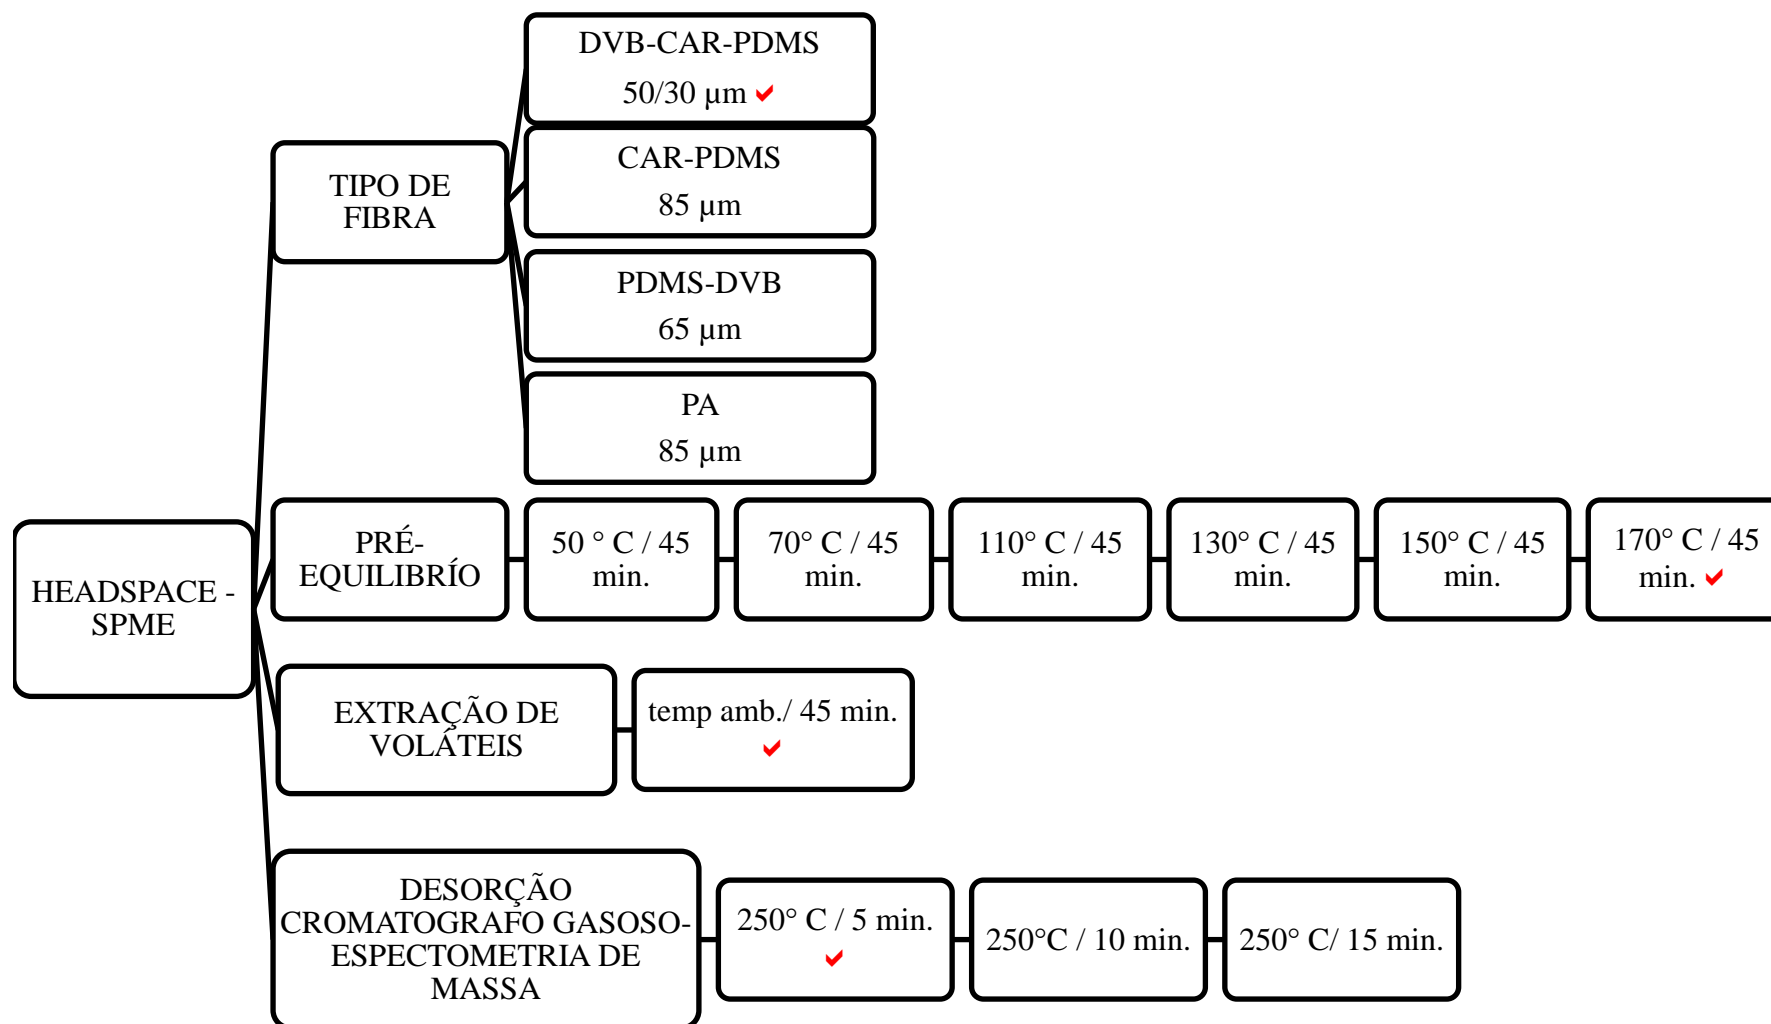 DVB-CAR-PDMS
50/30 µm ✔
CAR-PDMS
85 µm
TIPO DE
FIBRA
PDMS-DVB
65 µm
PA
85 µm
HEADSPACE -
SPME
PRÉ-
EQUILIBRÍO
50 ° C / 45
min.
70° C / 45
min.
110° C / 45
min.
130° C / 45
min.
150° C / 45
min.
170° C / 45
min. ✔
EXTRAÇÃO DE
VOLÁTEIS
temp amb./ 45 min.
✔
DESORÇÃO
CROMATOGRAFO GASOSO-
ESPECTOMETRIA DE
MASSA
250° C / 5 min.
✔
250°C / 10 min.
250° C/ 15 min.